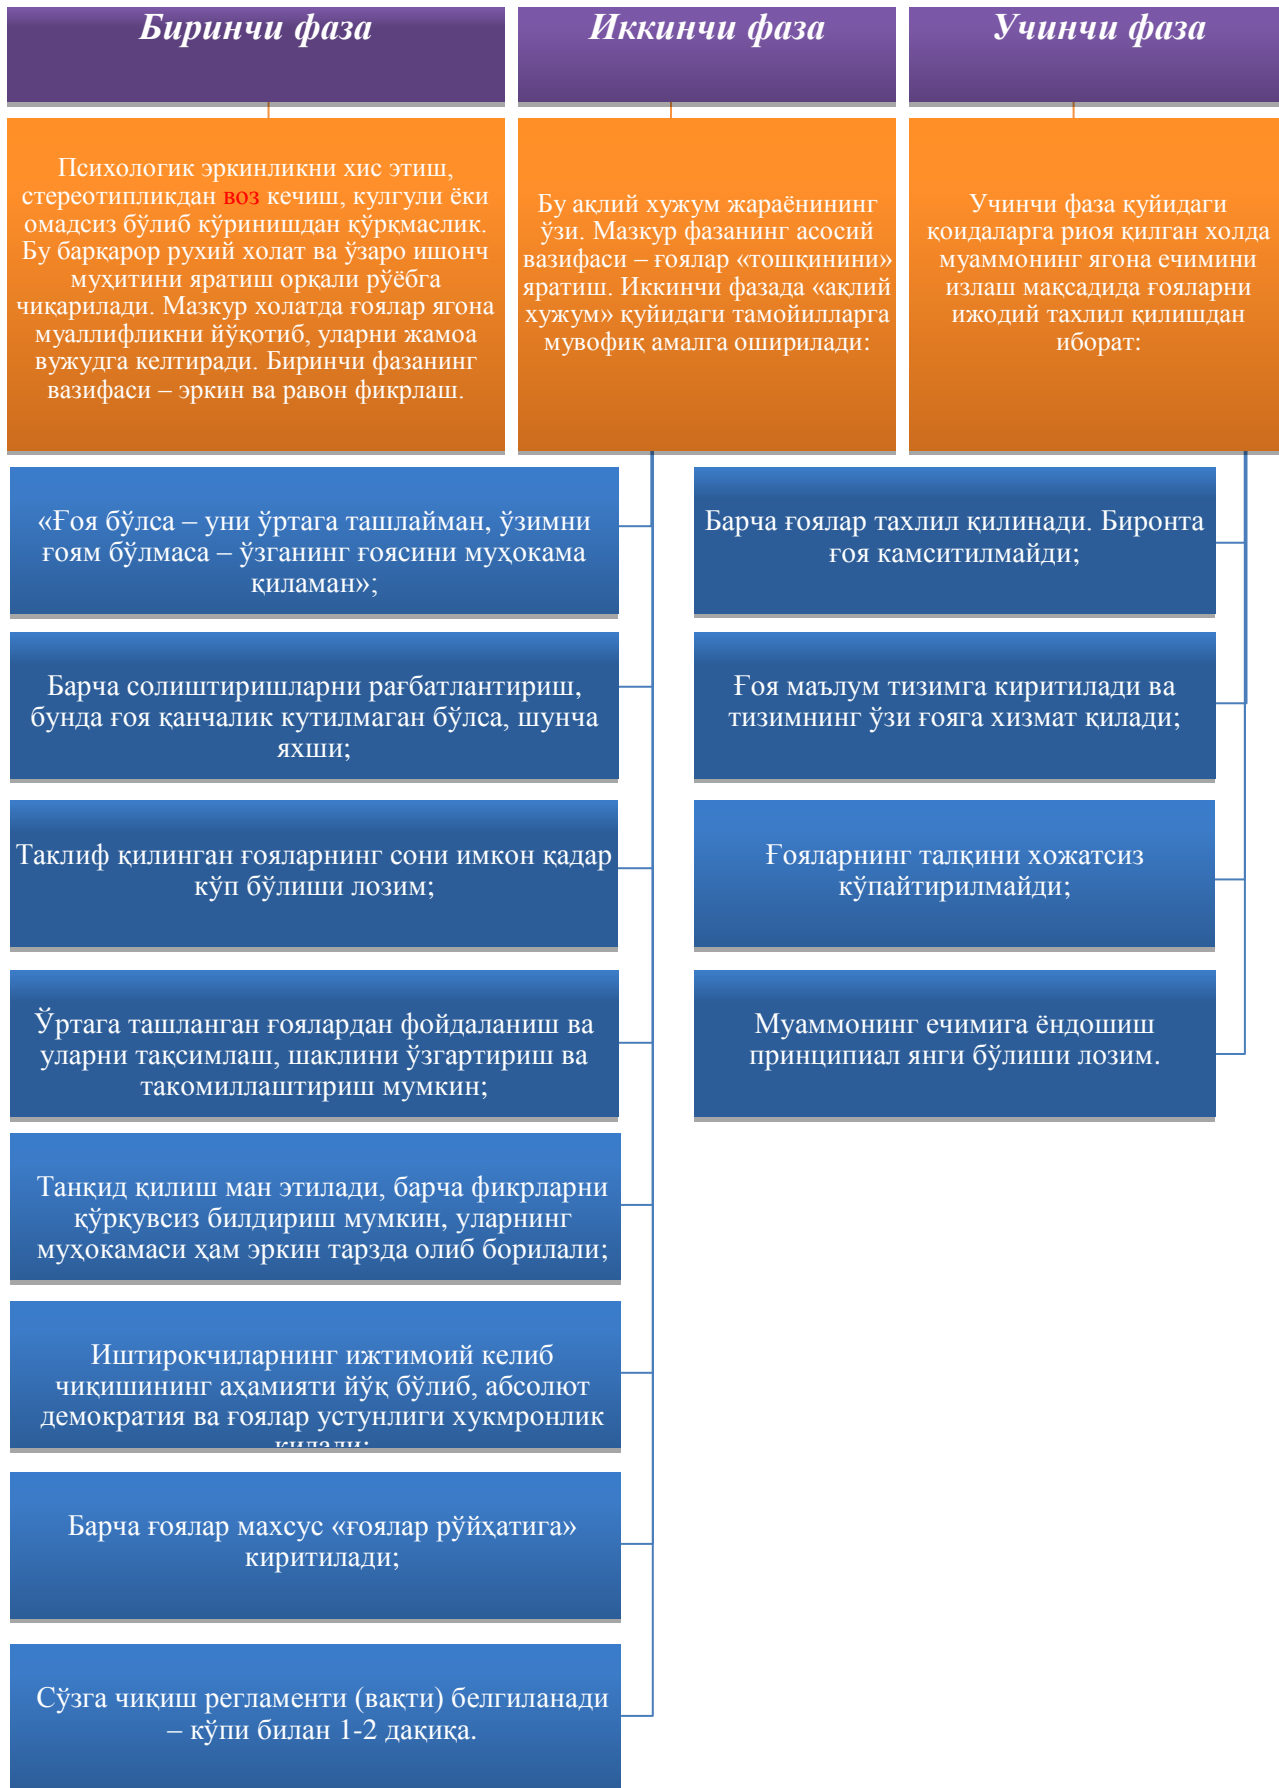 Биринчи фаза
Психологик эркинликни хис этиш,
стереотипликдан воз кечиш, кулгули ёки
омадсиз бўлиб кўринишдан кўрқмаслик.
Бу барқарор рухий холат ва ўзаро ишонч
муҳитини яратиш орқали рўёбга
чиқарилади. Мазкур холатда ғоялар ягона
муаллифликни йўқотиб, уларни жамоа
вужудга келтиради. Биринчи фазанинг
вазифаси – эркин ва равон фикрлаш.
Иккинчи фаза
Бу ақлий хужум жараёнининг
ўзи. Мазкур фазанинг асосий
вазифаси – ғоялар «тошқинини»
яратиш. Иккинчи фазада «ақлий
хужум» қуйидаги тамойилларга
мувофиқ амалга оширилади:
«Ғоя бўлса – уни ўртага ташлайман, ўзимни
ғоям бўлмаса – ўзганинг ғоясини муҳокама
қиламан»;
Барча солиштиришларни рағбатлантириш,
бунда ғоя қанчалик кутилмаган бўлса, шунча
яхши;
Таклиф қилинган ғояларнинг сони имкон қадар
кўп бўлиши лозим;
Ўртага ташланган ғоялардан фойдаланиш ва
уларни тақсимлаш, шаклини ўзгартириш ва
такомиллаштириш мумкин;
Танқид қилиш ман этилади, барча фикрларни
қўрқувсиз билдириш мумкин, уларнинг
муҳокамаси ҳам эркин тарзда олиб борилали;
Иштирокчиларнинг ижтимоий келиб
чиқишининг аҳамияти йўқ бўлиб, абсолют
демократия ва ғоялар устунлиги хукмронлик
қилади;
Барча ғоялар махсус «ғоялар рўйҳатига»
киритилади;
Сўзга чиқиш регламенти (вақти) белгиланади
– кўпи билан 1-2 дақиқа.
Учинчи фаза
Учинчи фаза қуйидаги
қоидаларга риоя қилган холда
муаммонинг ягона ечимини
излаш мақсадида ғояларни
ижодий тахлил қилишдан
иборат:
Барча ғоялар тахлил қилинади. Биронта
ғоя камситилмайди;
Ғоя маълум тизимга киритилади ва
тизимнинг ўзи ғояга хизмат қилади;
Ғояларнинг талқини хожатсиз
кўпайтирилмайди;
Муаммонинг ечимига ёндошиш
принципиал янги бўлиши лозим.